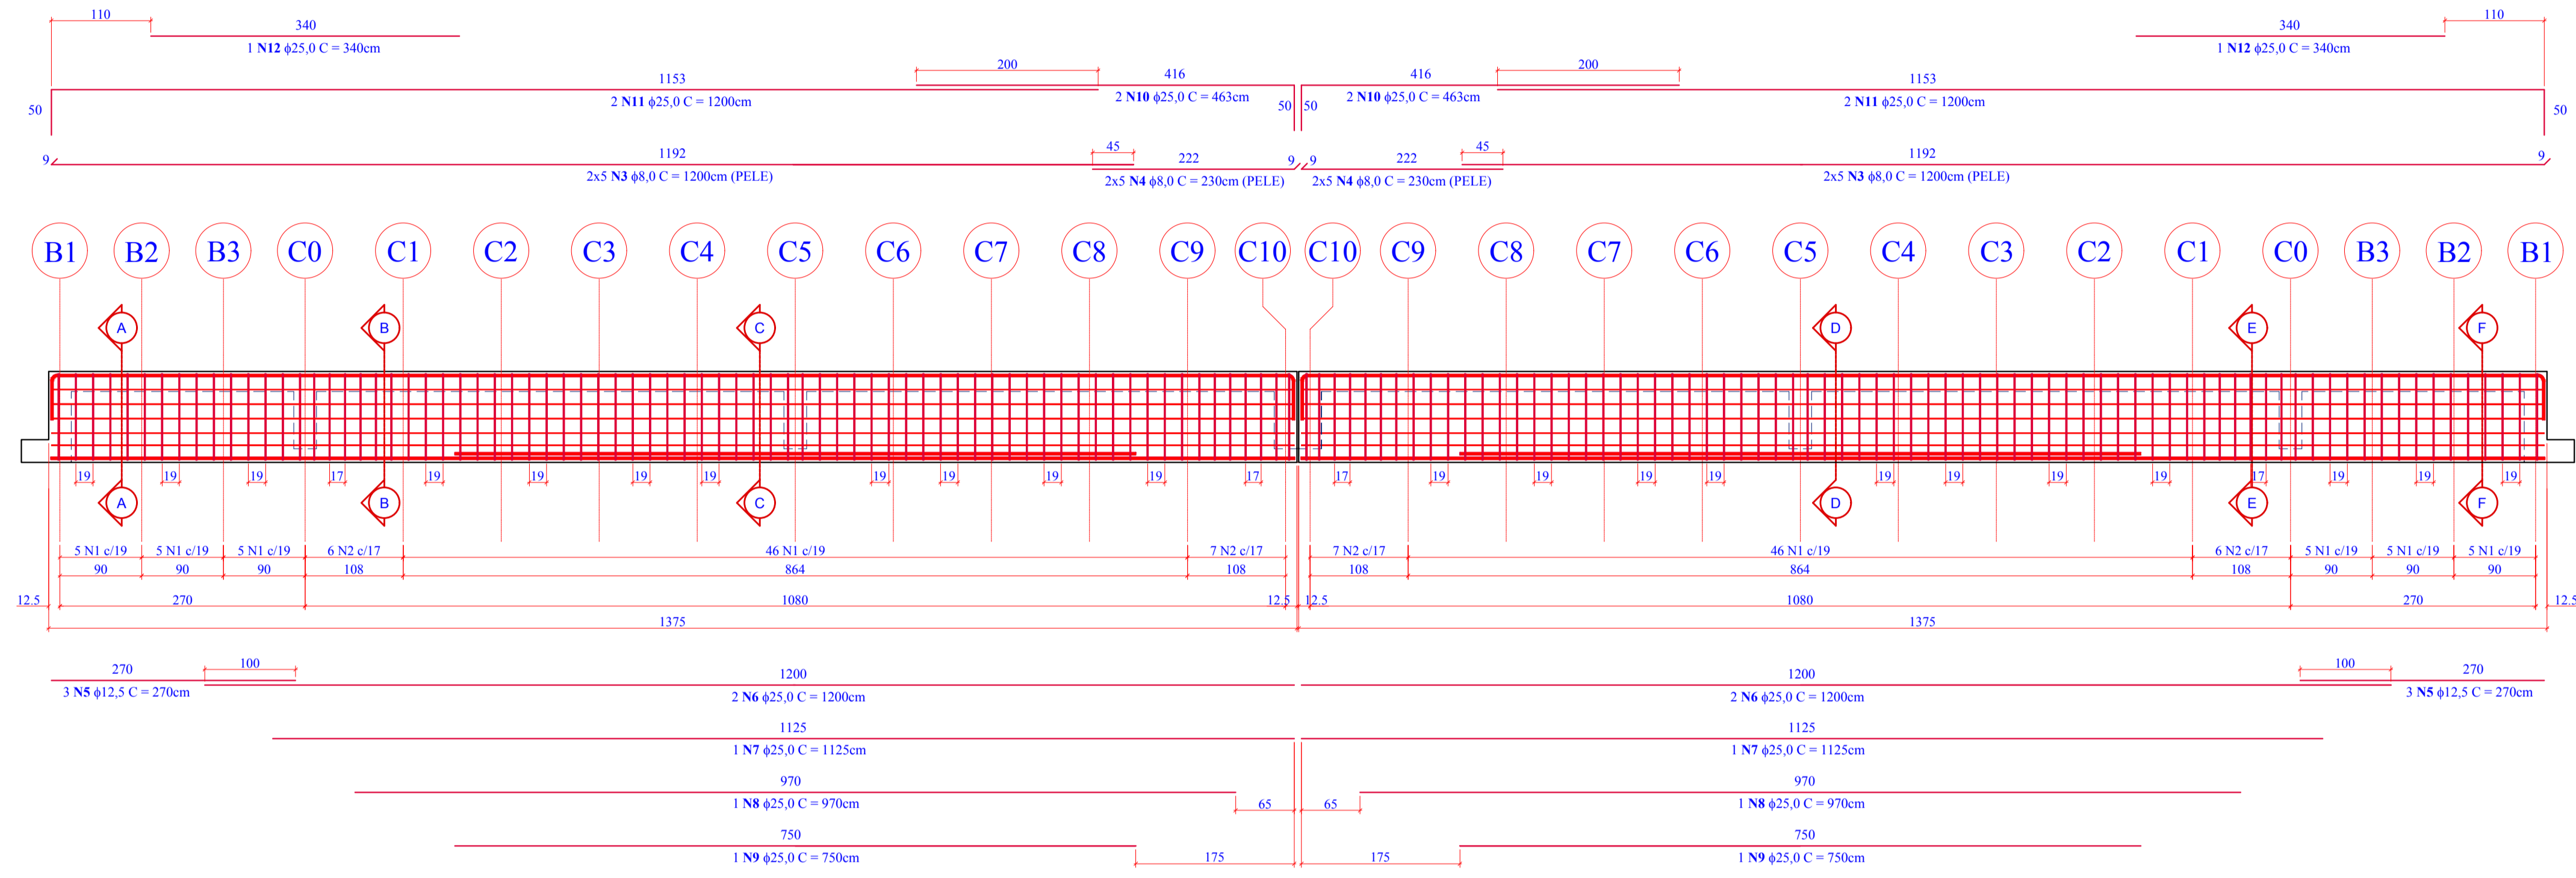 110 110
340 340
1 N12 ϕ25,0 C = 340cm 1 N12 ϕ25,0 C = 340cm
200 200
1153 416 416 1153
2 N11 ϕ25,0 C = 1200cm 2 N10 ϕ25,0 C = 463cm 2 N10 ϕ25,0 C = 463cm 2 N11 ϕ25,0 C = 1200cm
50 50 50 50
45 45
9 1192 222 9 9 222 1192 9
2x5 N3 ϕ8,0 C = 1200cm (PELE) 2x5 N4 ϕ8,0 C = 230cm (PELE) 2x5 N4 ϕ8,0 C = 230cm (PELE) 2x5 N3 ϕ8,0 C = 1200cm (PELE)
B1 B2 B3 C0 C1 C2 C3 C4 C5 C6 C7 C8 C9 C10 C10 C9 C8 C7 C6 C5 C4 C3 C2 C1 C0 B3 B2 B1
A B C D E F
19 19 19 17 19 19 19 19 19 19 19 19 17 17 19 19 19 19 19 19 19 19 17 19 19 19
A B C D E F
5 N1 c/19 5 N1 c/19 5 N1 c/19 6 N2 c/17 46 N1 c/19 7 N2 c/17 7 N2 c/17 46 N1 c/19 6 N2 c/17 5 N1 c/19 5 N1 c/19 5 N1 c/19
90 90 90 108 864 108 108 864 108 90 90 90
12.5 270 1080 12.5 12.5 1080 270 12.5
1375 1375
270 100 1200 1200 100 270
3 N5 ϕ12,5 C = 270cm 2 N6 ϕ25,0 C = 1200cm 2 N6 ϕ25,0 C = 1200cm 3 N5 ϕ12,5 C = 270cm
1125 1125
1 N7 ϕ25,0 C = 1125cm 1 N7 ϕ25,0 C = 1125cm
970 970
1 N8 ϕ25,0 C = 970cm 65 65 1 N8 ϕ25,0 C = 970cm
750 750
1 N9 ϕ25,0 C = 750cm 175 175 1 N9 ϕ25,0 C = 750cm